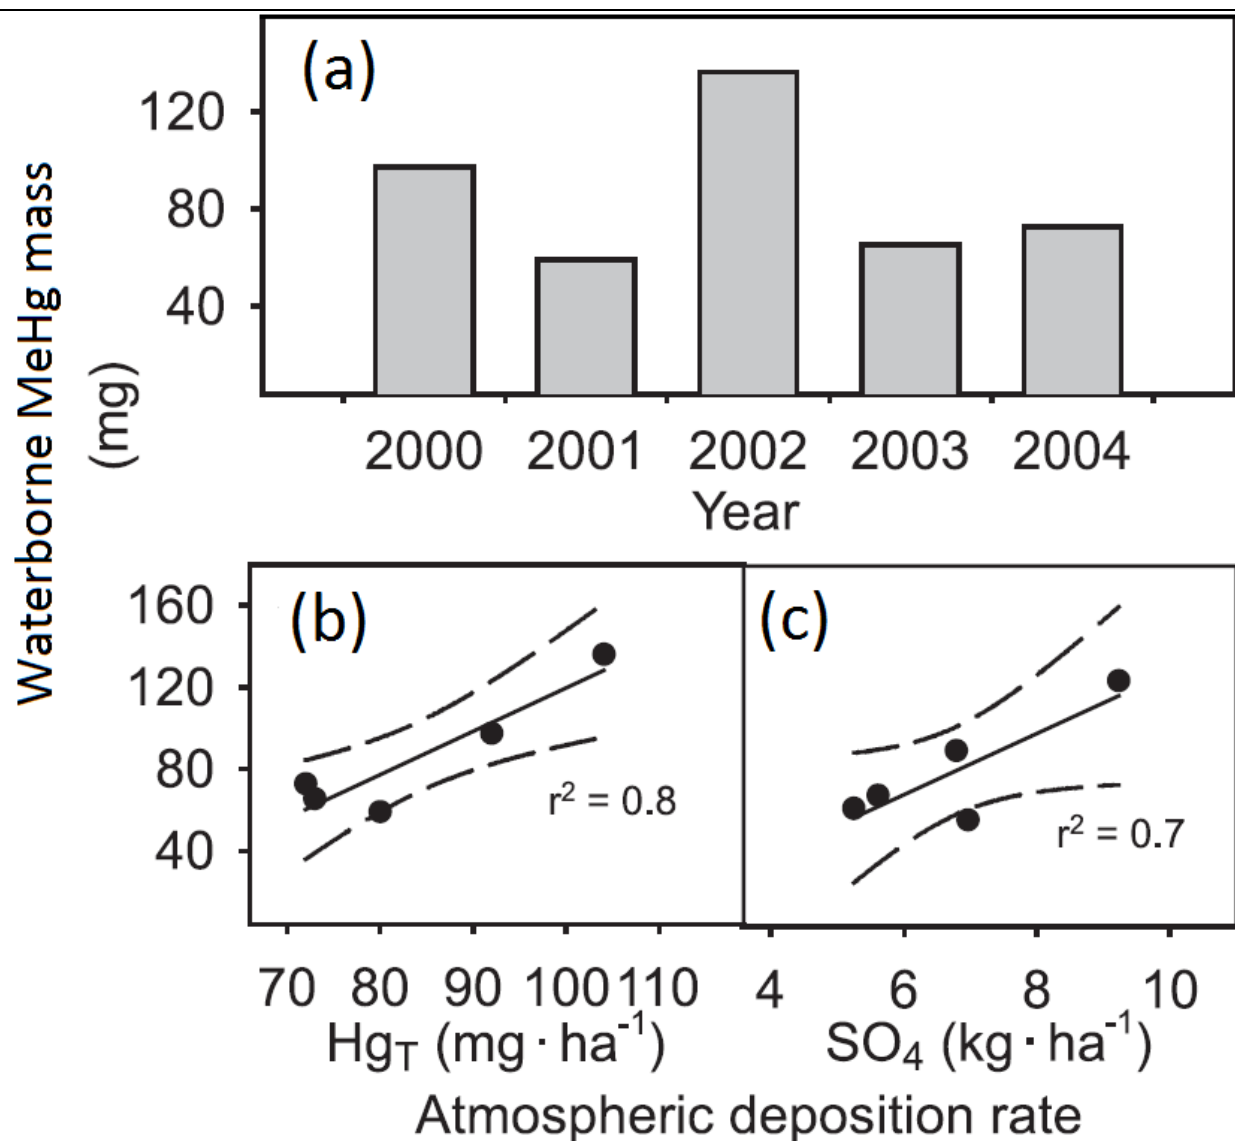 Waterborne MeHg mass
(mg)
(a)
120
80
40
2000 2001 2002 2003 2004
Year
160
120
80
40
(b)
r² = 0.8
(c)
r² = 0.7
70 80 90 100 110
4 6 8 10
Hg_T (mg · ha⁻¹)
SO₄ (kg · ha⁻¹)
Atmospheric deposition rate